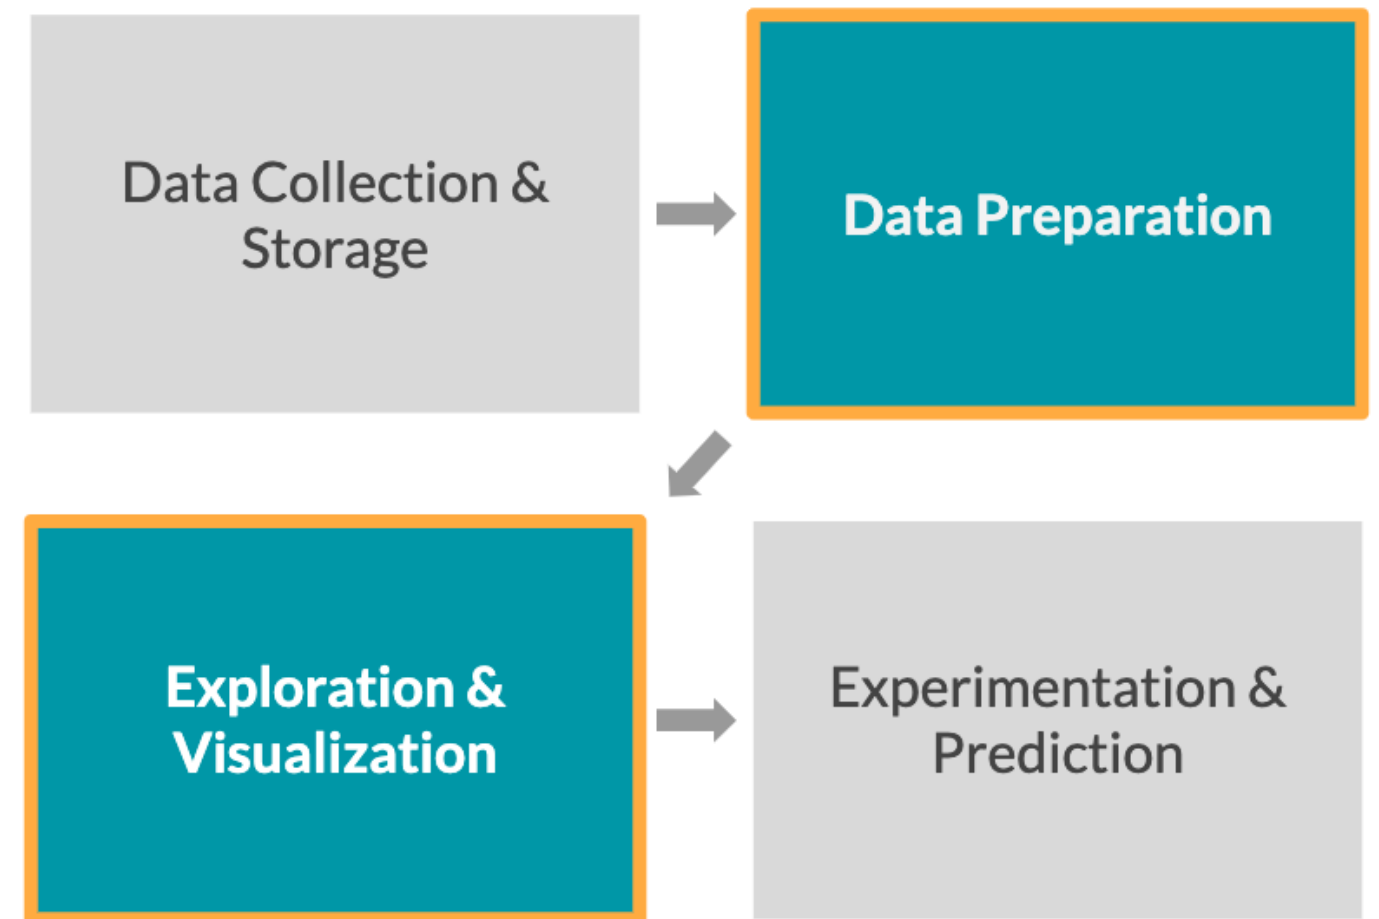 Data Collection &
Storage
Data Preparation
Exploration &
Visualization
Experimentation &
Prediction